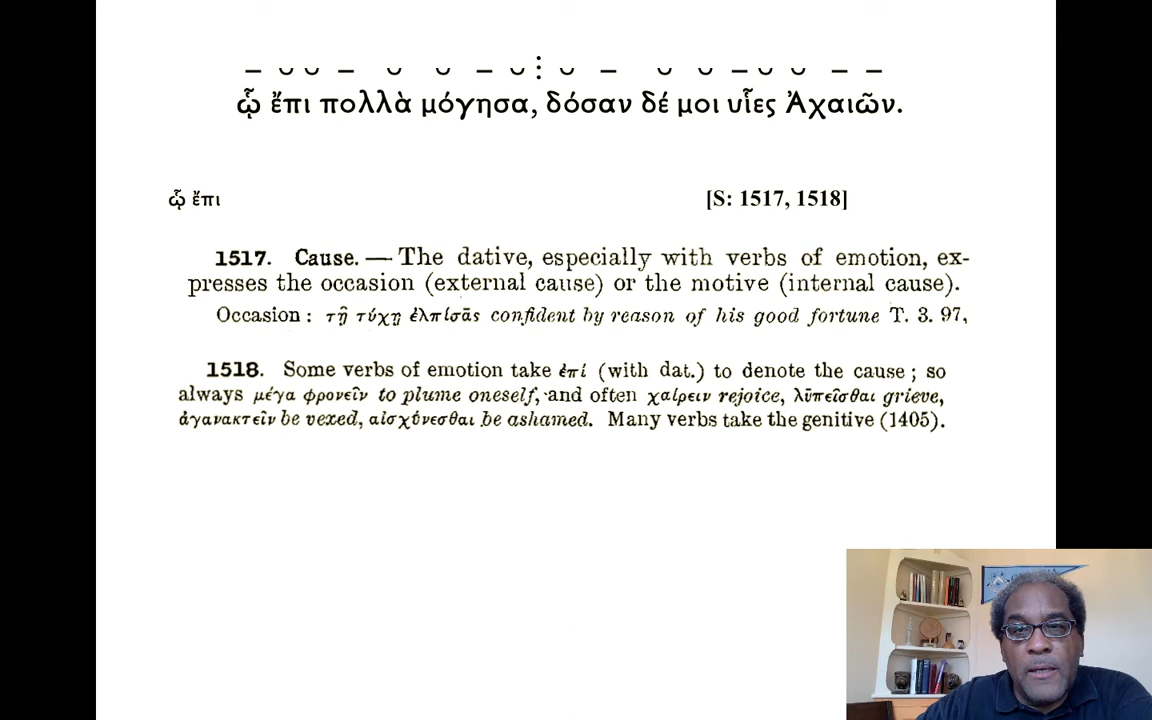 – ⏑⏑ – ⏑ ⏑ – ⏑ ⋮ ⏑ – ⏑ ⏑ – ⏑ ⏑ – –
ᾧ ἔπι πολλὰ μόγησα, δόσαν δέ μοι υἷες Ἀχαιῶν.
ᾧ ἔπι [S: 1517, 1518]
1517. Cause. — The dative, especially with verbs of emotion, ex-
presses the occasion (external cause) or the motive (internal cause).
Occasion : τῇ τύχῃ ἐλπίσᾱς confident by reason of his good fortune T. 3. 97,
1518. Some verbs of emotion take ἐπί (with dat.) to denote the cause ; so
always μέγα φρονεῖν to plume oneself, and often χαίρειν rejoice, λῡπεῖσθαι grieve,
ἀγανακτεῖν be vexed, αἰσχύ̄νεσθαι be ashamed. Many verbs take the genitive (1405).